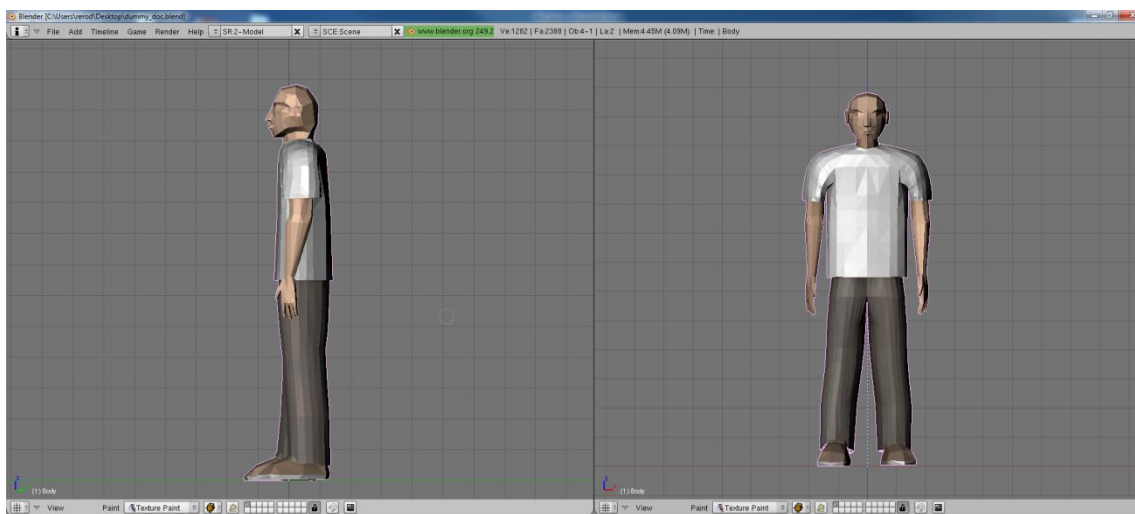 Blender [C:\Users\verod\Desktop\dummy_doc.blend]
File Add Timeline Game Render Help SR:2-Model X SCE:Scene X www.blender.org 249.2 Ve:1262 | Fa:2388 | Ob:4-1 | La:2 | Mem:4.45M (4.09M) | Time: | Body
z
(1) Body
z
(1) Body
View Paint Texture Paint
View Paint Texture Paint